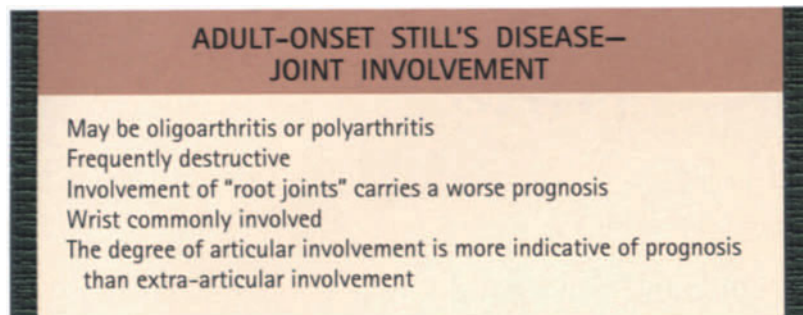 ADULT-ONSET STILL'S DISEASE—
JOINT INVOLVEMENT
May be oligoarthritis or polyarthritis
Frequently destructive
Involvement of "root joints" carries a worse prognosis
Wrist commonly involved
The degree of articular involvement is more indicative of prognosis
than extra-articular involvement